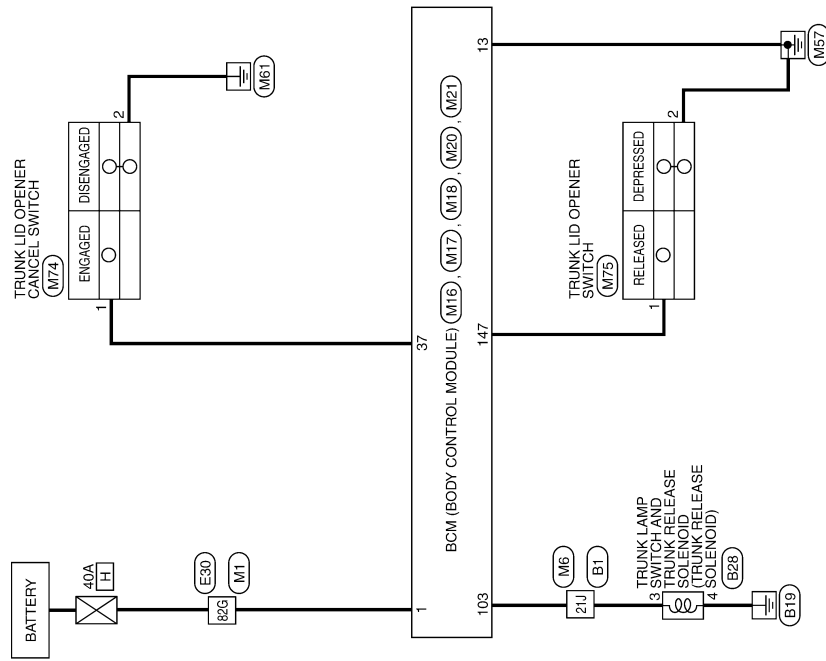 BATTERY
40A
H
82G
E30
M1
1
TRUNK LID OPENER
CANCEL SWITCH
M74
ENGAGED
DISENGAGED
1
2
M61
37
BCM (BODY CONTROL MODULE) M16 , M17 , M18 , M20 , M21
103
147
13
21J
M6
B1
TRUNK LAMP
SWITCH AND
TRUNK RELEASE
SOLENOID
(TRUNK RELEASE
SOLENOID)
B28
3
4
B19
TRUNK LID OPENER
SWITCH
M75
RELEASED
DEPRESSED
1
2
M57